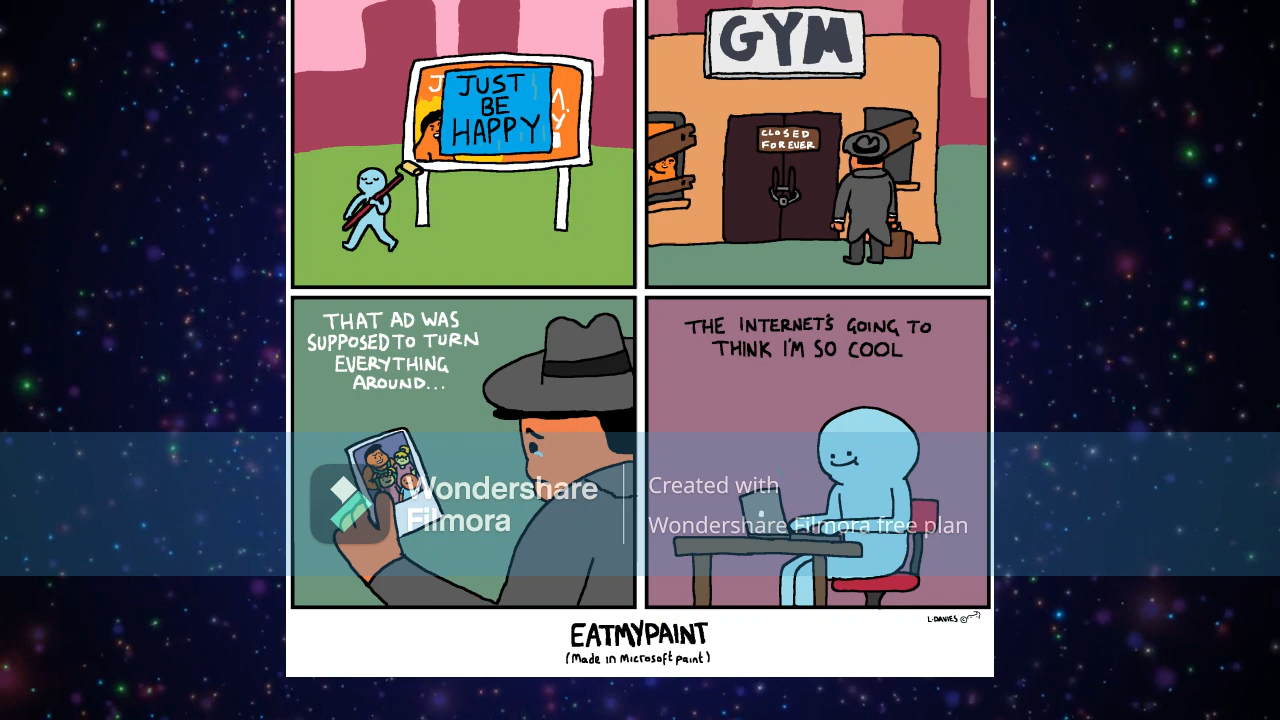 J
JUST
BE
HAPPY
Y
GYM
CLOSED
FOREVER
THAT AD WAS
SUPPOSED TO TURN
EVERYTHING
AROUND...
THE INTERNET'S GOING TO
THINK I'M SO COOL
Wondershare
Filmora
Created with
Wondershare Filmora free plan
L·DAVIES ©
EATMYPAINT
(Made in Microsoft paint)